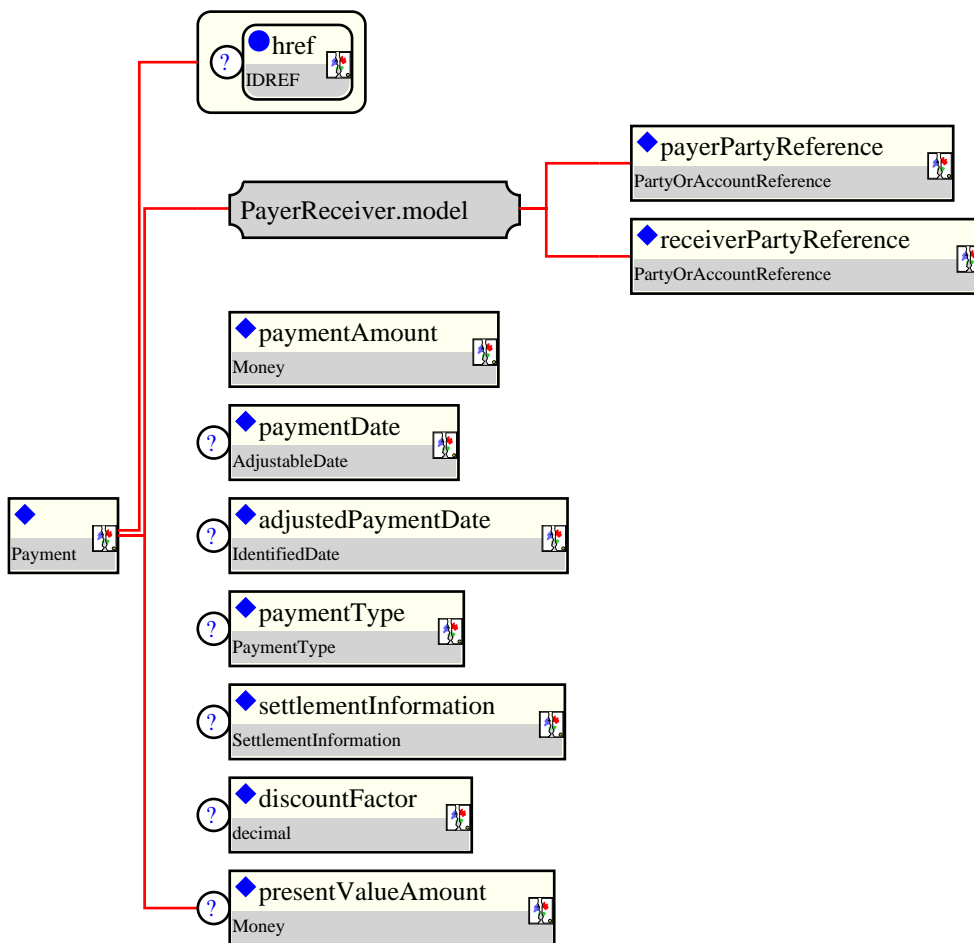 href
?
IDREF
payerPartyReference
PartyOrAccountReference
PayerReceiver.model
receiverPartyReference
PartyOrAccountReference
paymentAmount
Money
paymentDate
?
AdjustableDate
Payment
adjustedPaymentDate
?
IdentifiedDate
paymentType
?
PaymentType
settlementInformation
?
SettlementInformation
discountFactor
?
decimal
presentValueAmount
?
Money